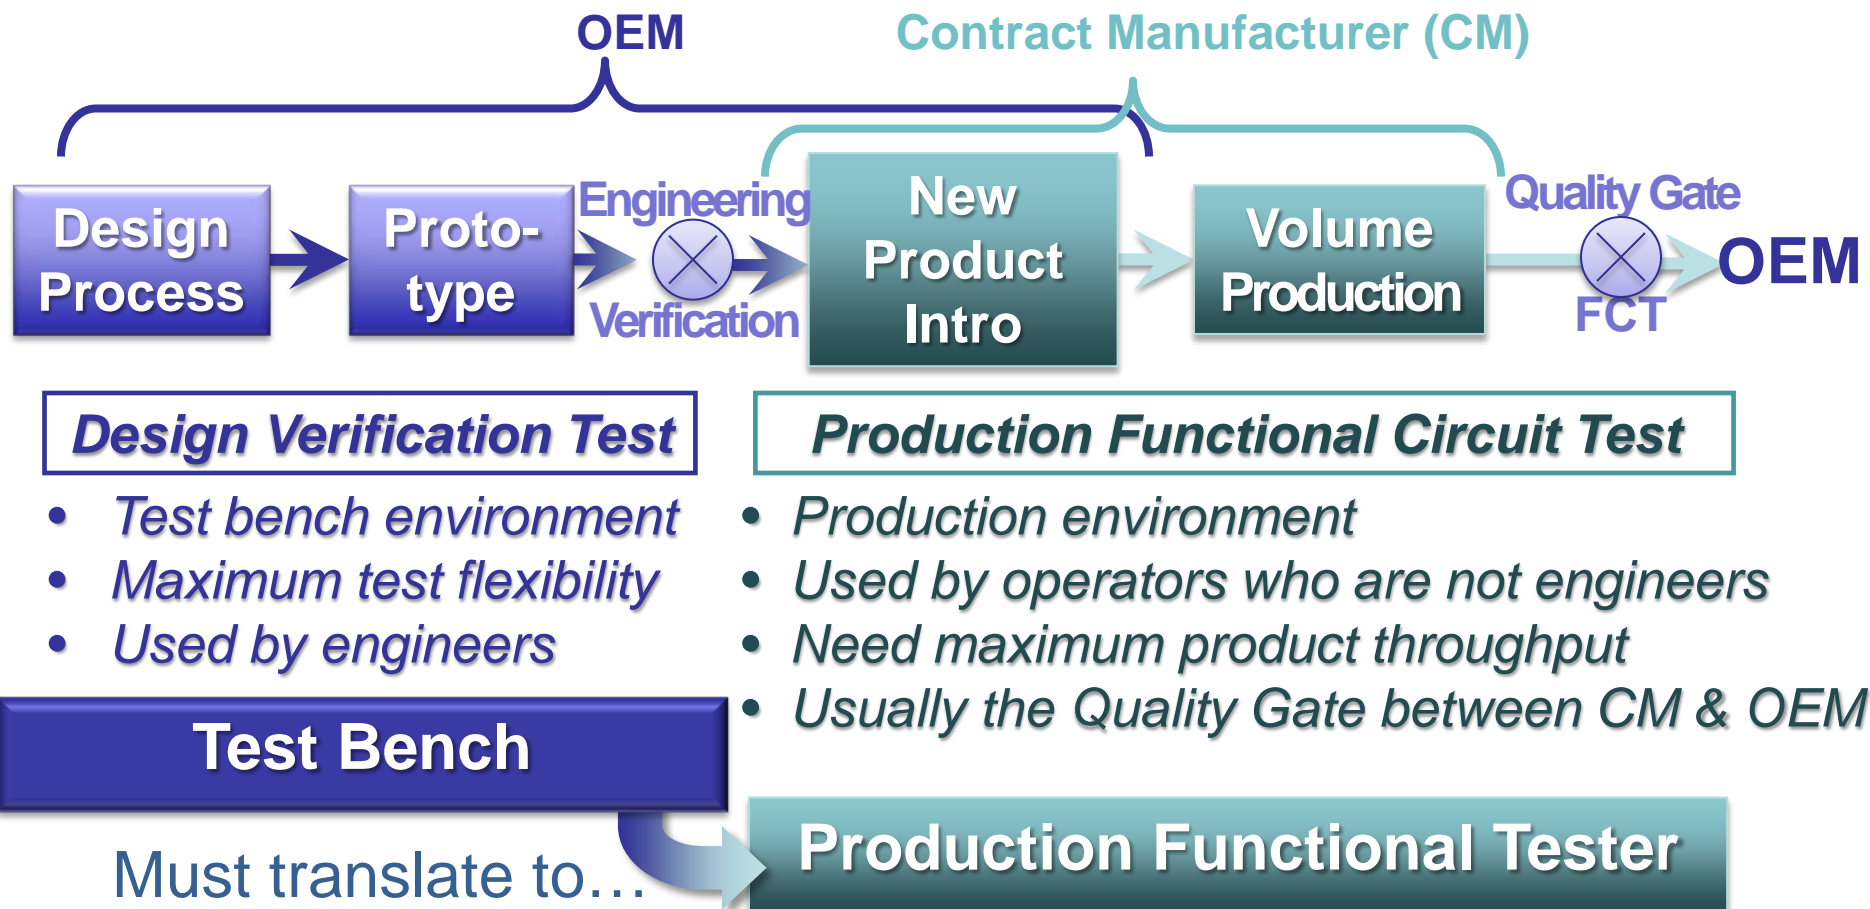 OEM
Contract Manufacturer (CM)
Design
Process
Proto-
type
Engineering
Verification
New
Product
Intro
Volume
Production
Quality Gate
FCT
OEM
Design Verification Test
• Test bench environment
• Maximum test flexibility
• Used by engineers
Production Functional Circuit Test
• Production environment
• Used by operators who are not engineers
• Need maximum product throughput
• Usually the Quality Gate between CM & OEM
Test Bench
Must translate to…
Production Functional Tester